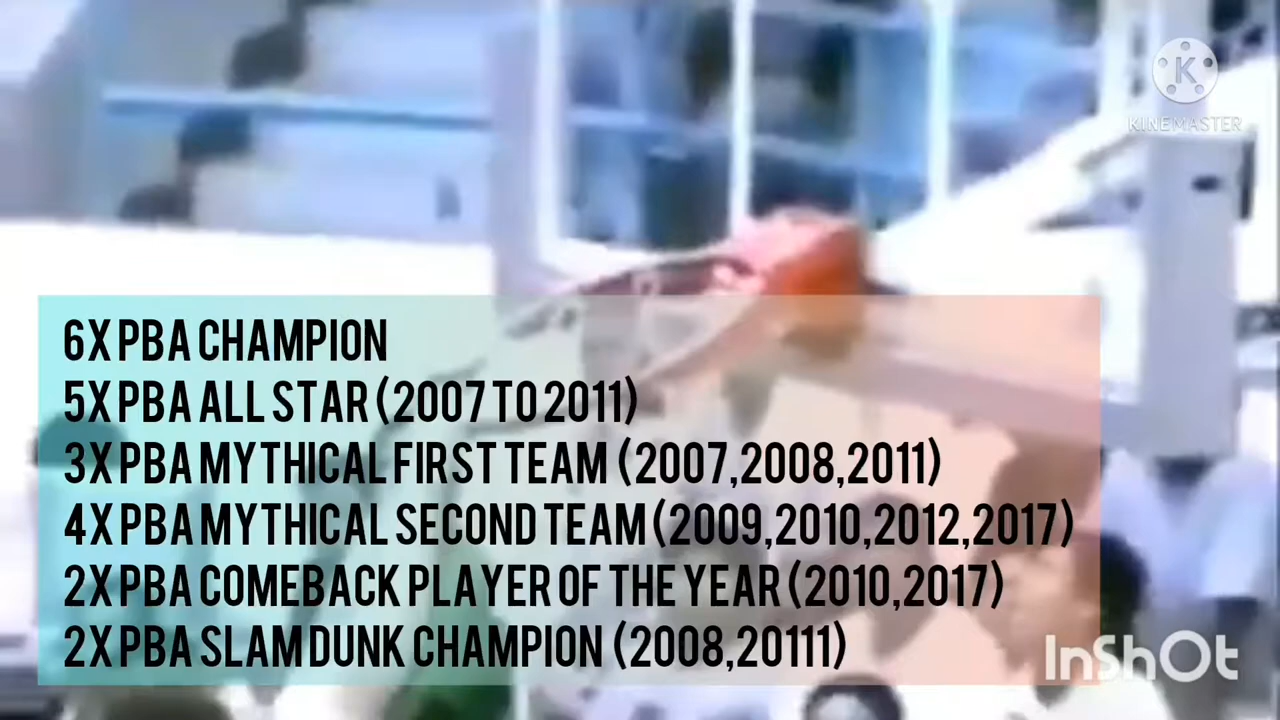 K
KINEMASTER
6X PBA CHAMPION
5X PBA ALL STAR (2007 TO 2011)
3X PBA MYTHICAL FIRST TEAM (2007,2008,2011)
4X PBA MYTHICAL SECOND TEAM (2009,2010,2012,2017)
2X PBA COMEBACK PLAYER OF THE YEAR (2010,2017)
2X PBA SLAM DUNK CHAMPION (2008,20111)
InShOt